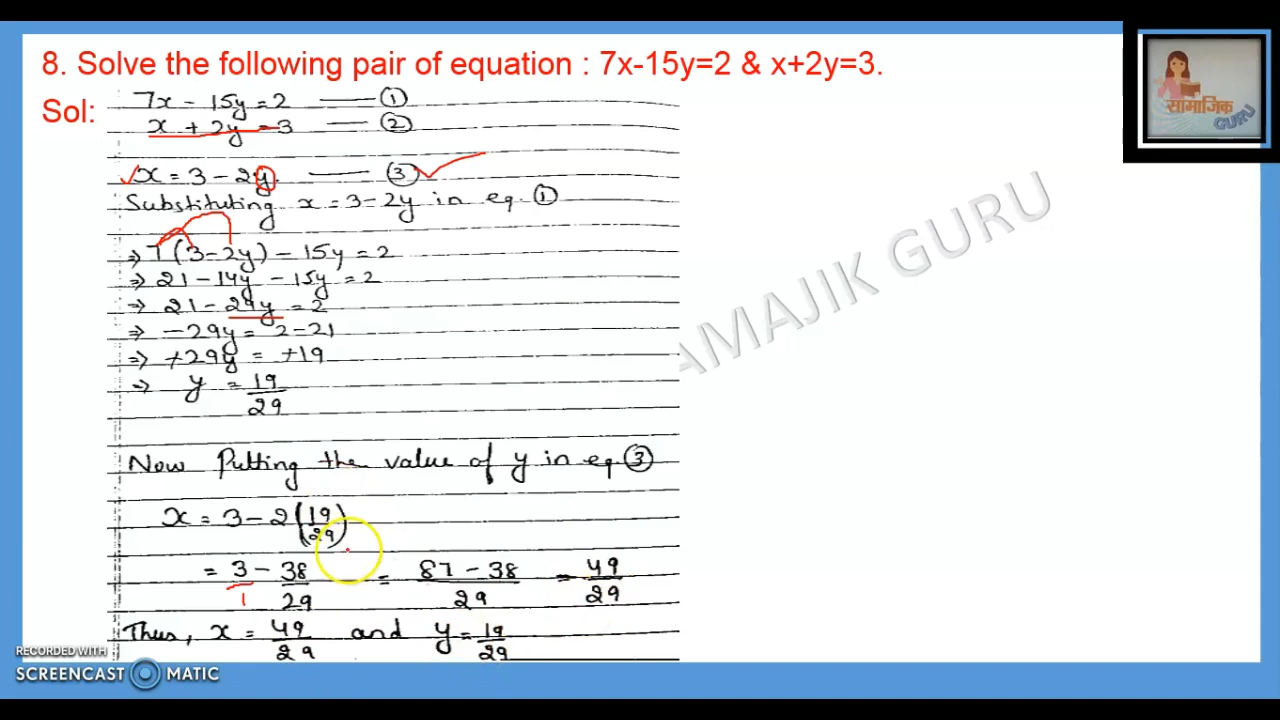 8. Solve the following pair of equation : 7x-15y=2 & x+2y=3.
सामाजिक
GURU
Sol:
7x - 15y = 2 —— ①
x + 2y = 3 —— ②
x = 3 - 2y —— ③
Substituting x = 3-2y in eq. ①
⇒ 7(3-2y) - 15y = 2
⇒ 21 - 14y - 15y = 2
⇒ 21 - 29y = 2
⇒ -29y = 2-21
⇒ +29y = +19
⇒ y = 19/29
Now Putting the value of y in eq. ③
x = 3 - 2(19/29)
= 3/1 - 38/29 = 87 - 38/29 = 49/29
Thus, x = 49/29 and y = 19/29
AMAJIK GURU
RECORDED WITH
SCREENCAST MATIC